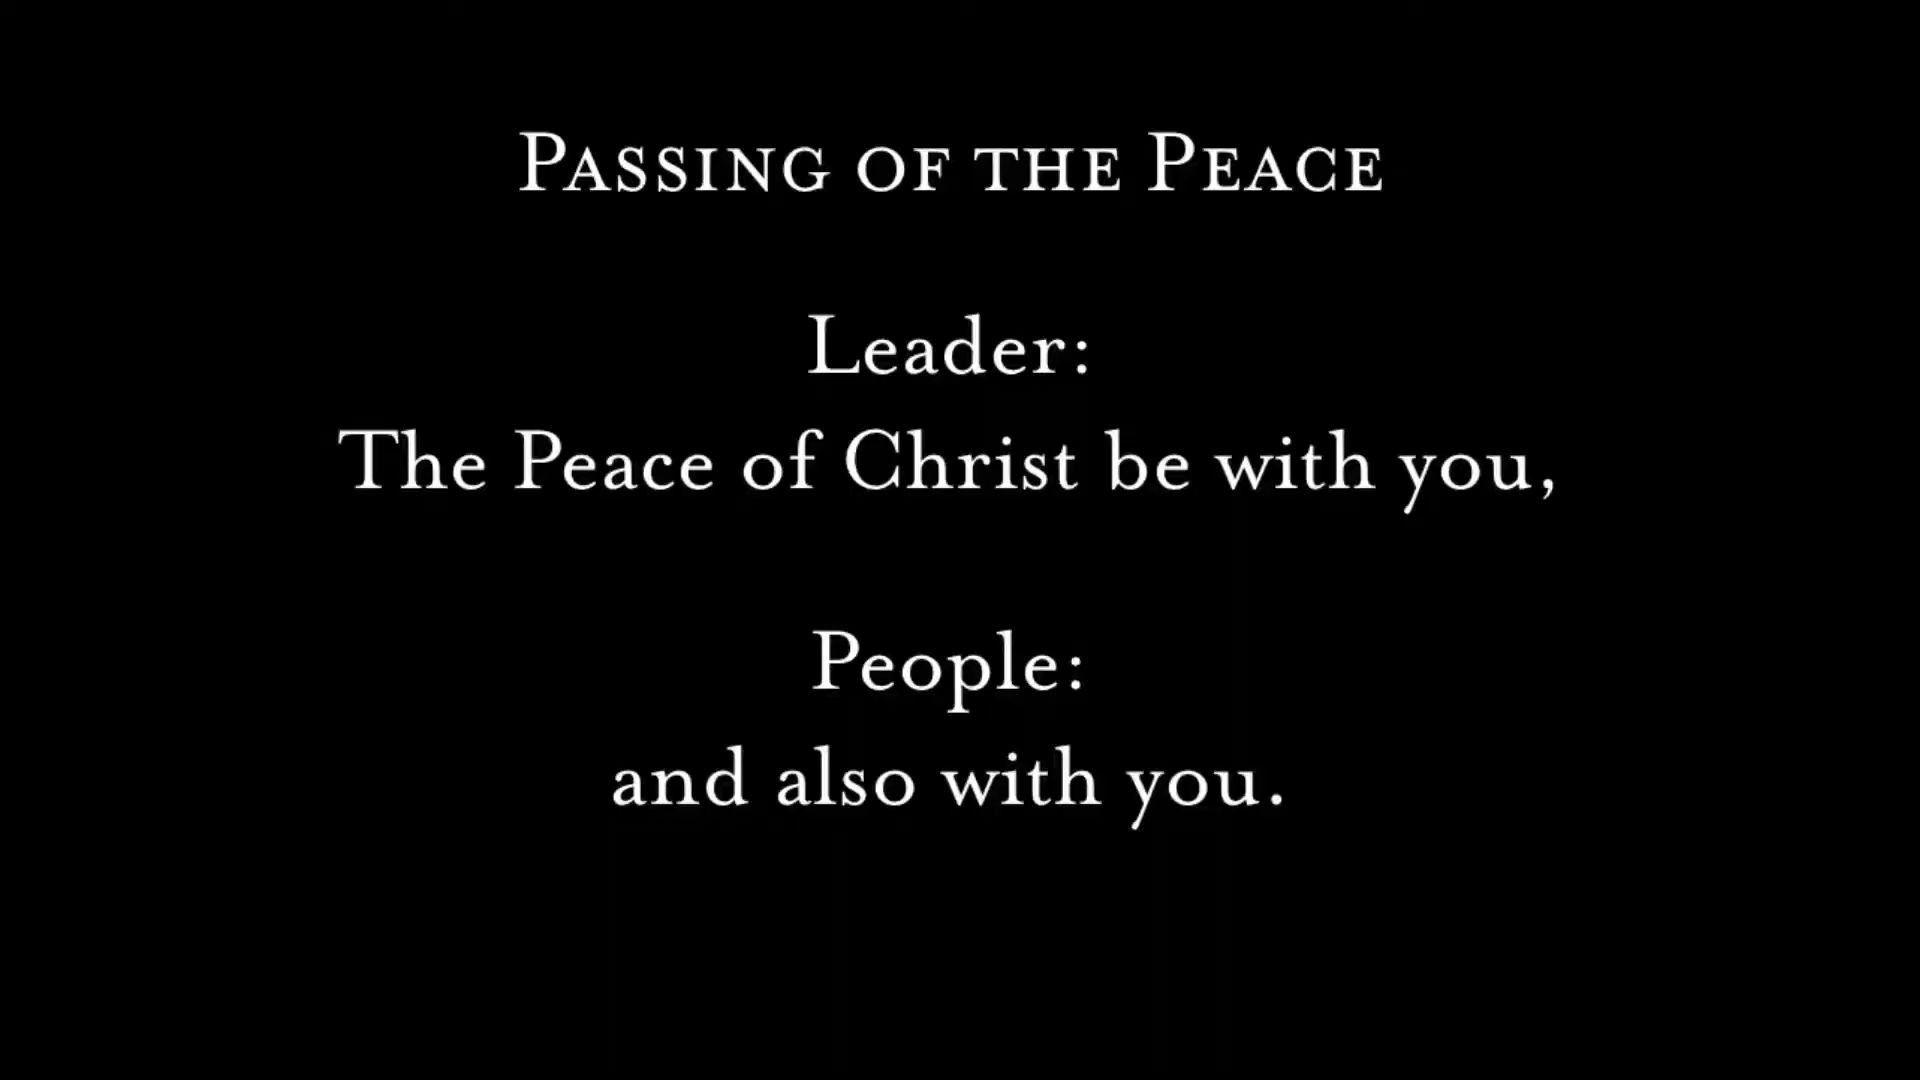 Passing of the Peace
Leader:
The Peace of Christ be with you,
People:
and also with you.